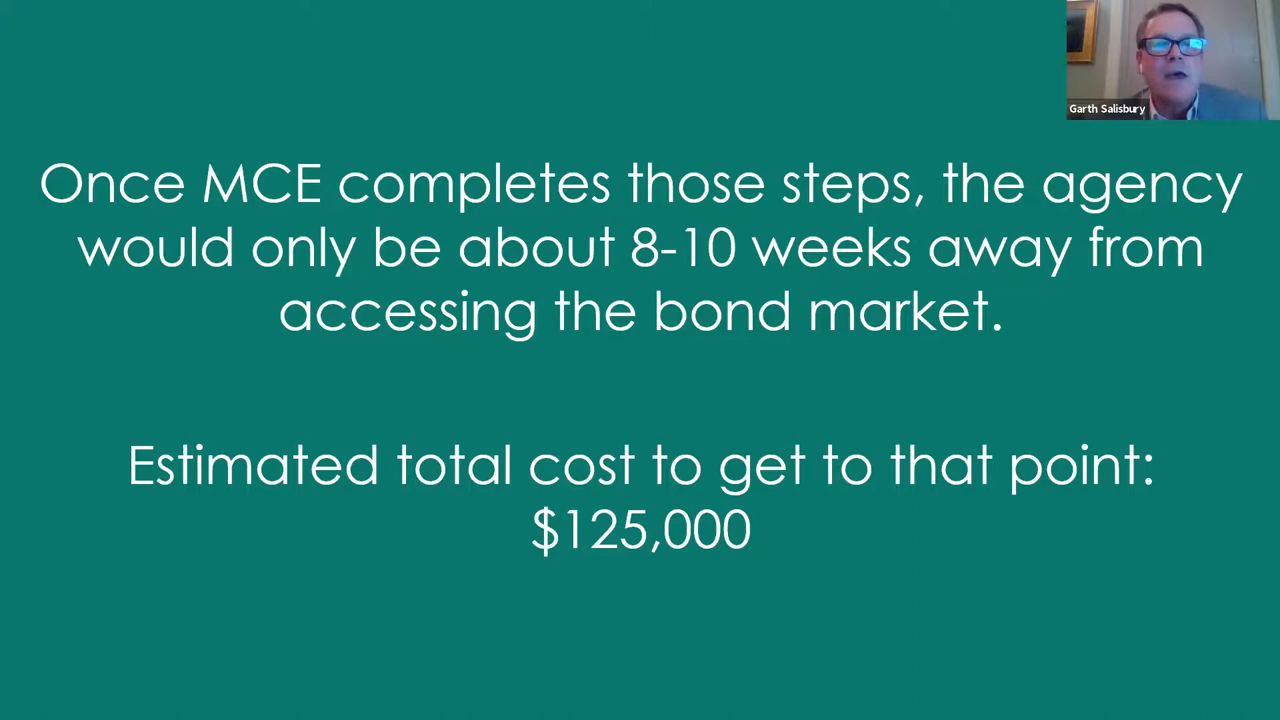 Garth Salisbury
Once MCE completes those steps, the agency
would only be about 8-10 weeks away from
accessing the bond market.
Estimated total cost to get to that point:
$125,000